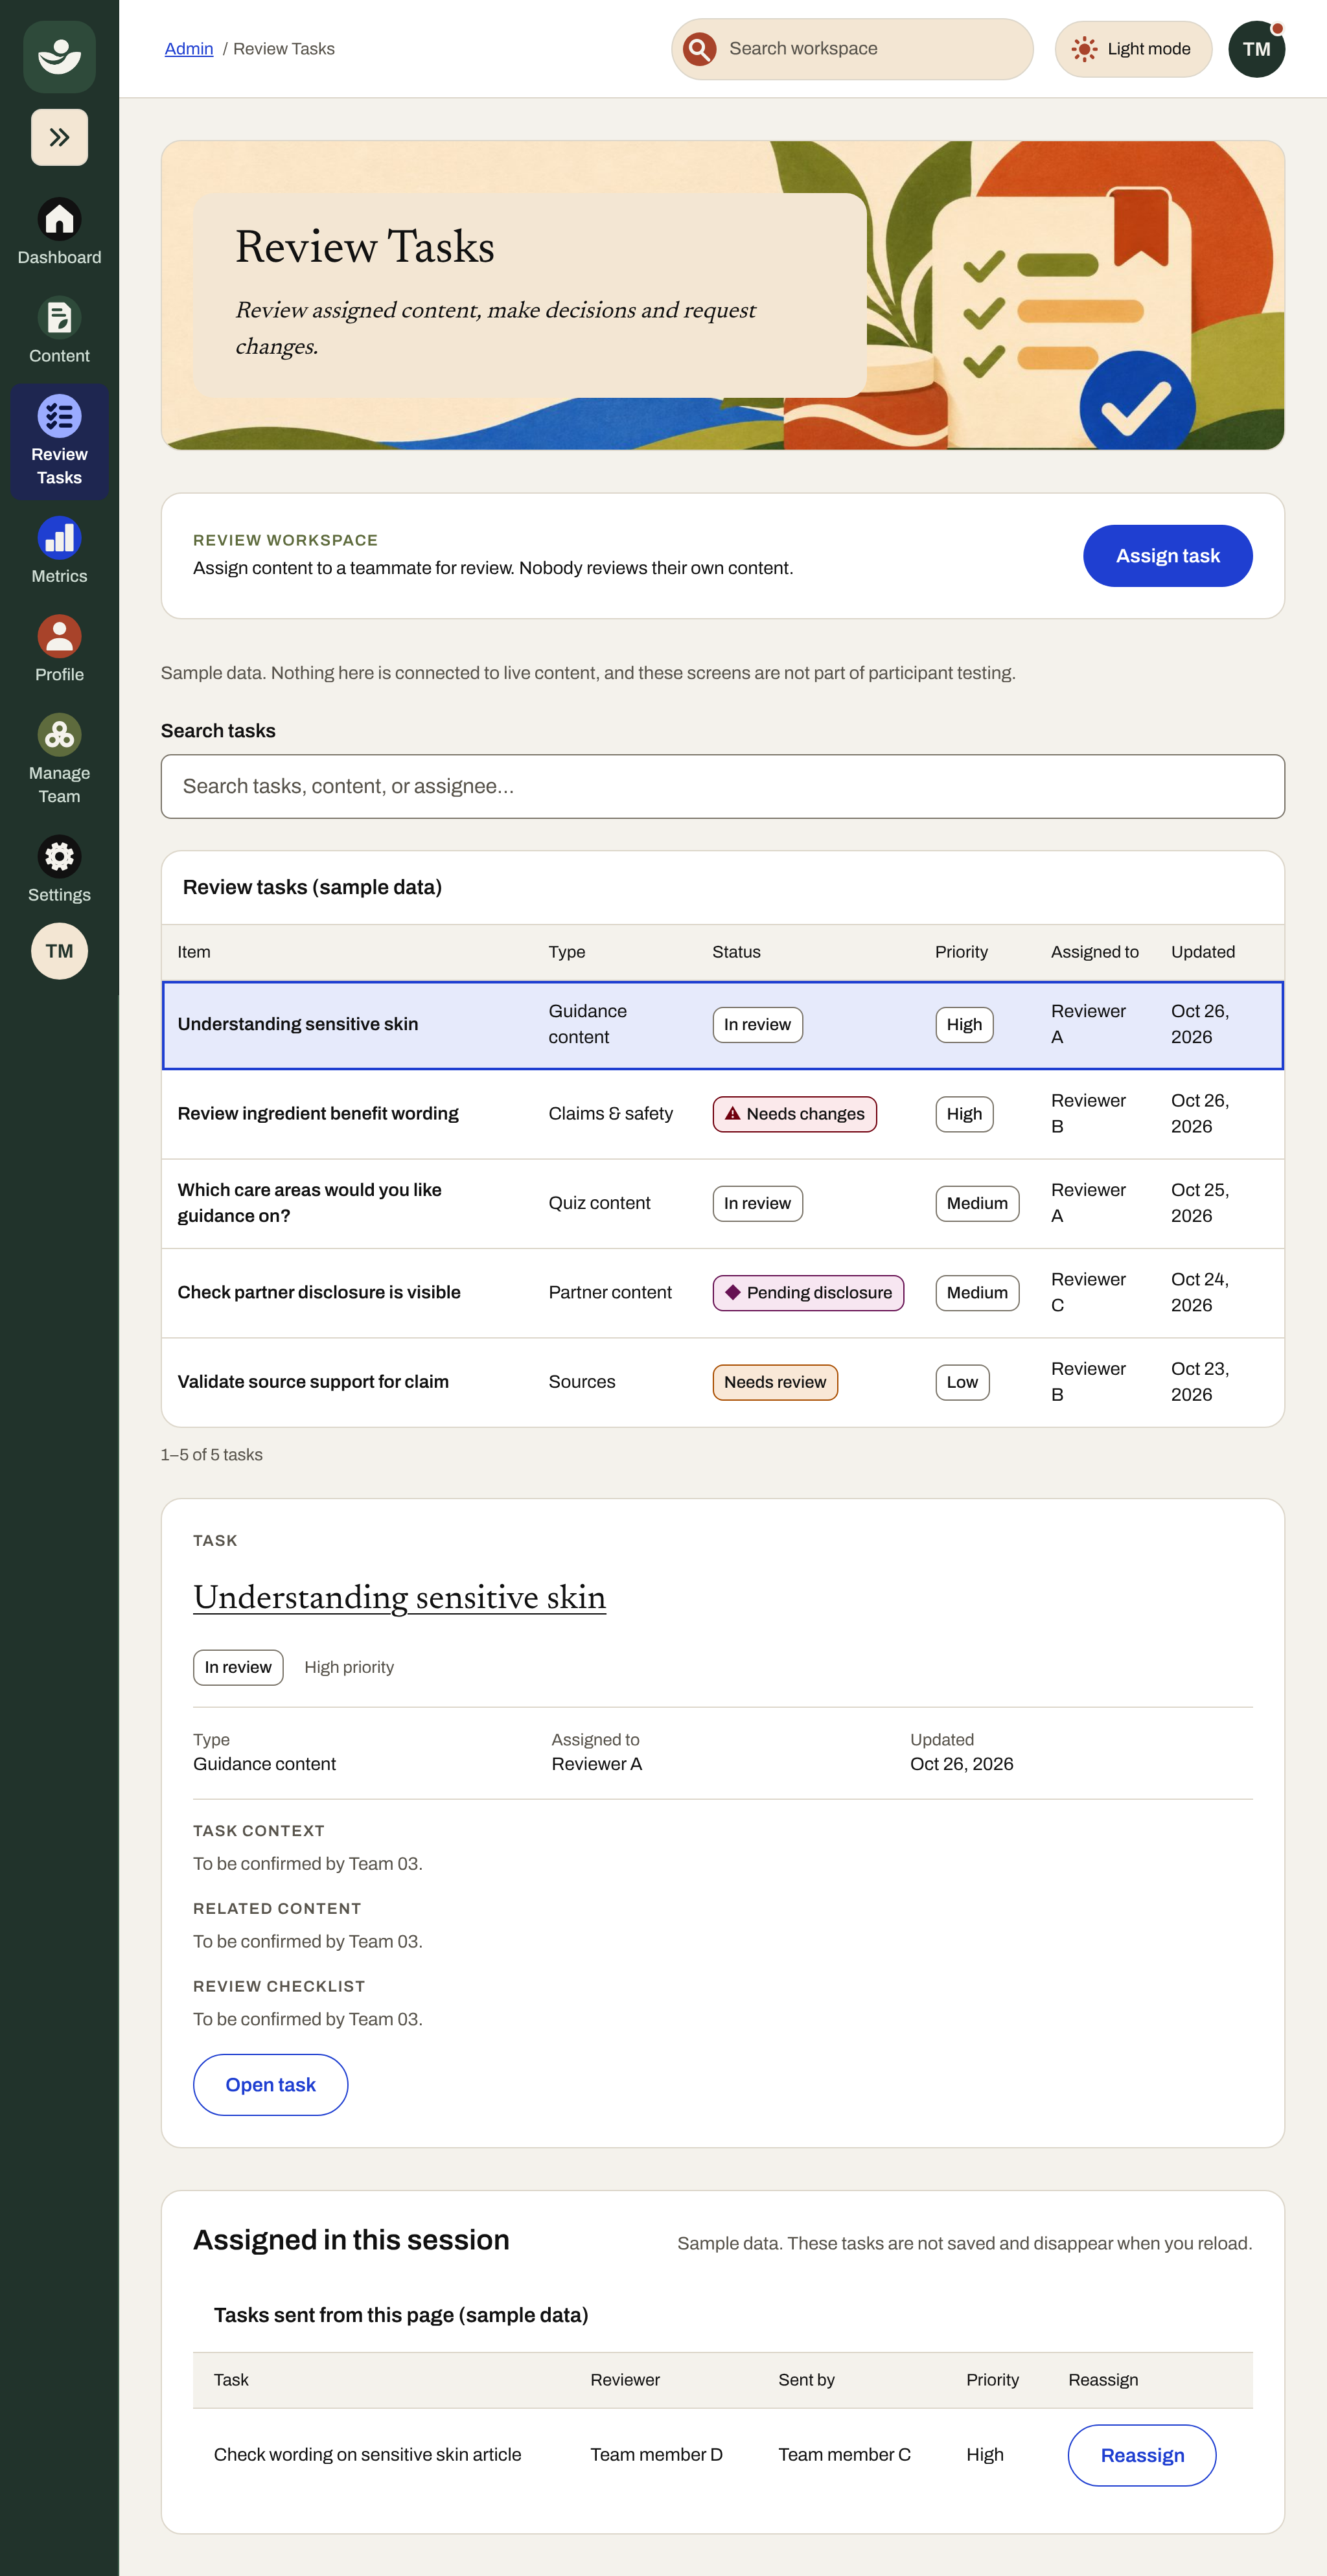 Admin / Review Tasks
Search workspace
Light mode
TM
Dashboard
Content
Review
Tasks
Metrics
Profile
Manage
Team
Settings
TM
Review Tasks
Review assigned content, make decisions and request
changes.
REVIEW WORKSPACE
Assign content to a teammate for review. Nobody reviews their own content.
Assign task
Sample data. Nothing here is connected to live content, and these screens are not part of participant testing.
Search tasks
Search tasks, content, or assignee...
Review tasks (sample data)
Item Type Status Priority Assigned to Updated
Understanding sensitive skin
Guidance
content
In review
High
Reviewer
A
Oct 26,
2026
Review ingredient benefit wording
Claims & safety
Needs changes
High
Reviewer
B
Oct 26,
2026
Which care areas would you like
guidance on?
Quiz content
In review
Medium
Reviewer
A
Oct 25,
2026
Check partner disclosure is visible
Partner content
Pending disclosure
Medium
Reviewer
C
Oct 24,
2026
Validate source support for claim
Sources
Needs review
Low
Reviewer
B
Oct 23,
2026
1–5 of 5 tasks
TASK
Understanding sensitive skin
In review High priority
Type Assigned to Updated
Guidance content Reviewer A Oct 26, 2026
TASK CONTEXT
To be confirmed by Team 03.
RELATED CONTENT
To be confirmed by Team 03.
REVIEW CHECKLIST
To be confirmed by Team 03.
Open task
Assigned in this session
Sample data. These tasks are not saved and disappear when you reload.
Tasks sent from this page (sample data)
Task Reviewer Sent by Priority Reassign
Check wording on sensitive skin article Team member D Team member C High Reassign